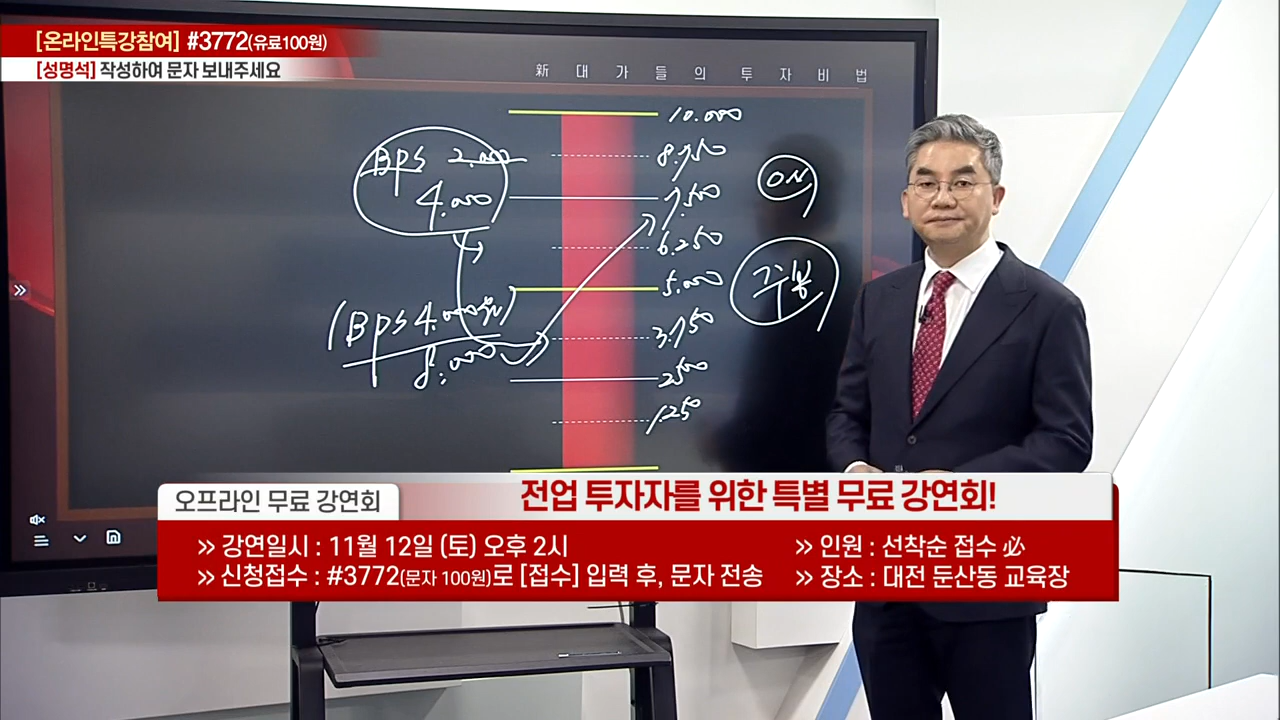 [온라인특강참여] #3772(유료100원)
[성명석] 작성하여 문자 보내주세요
新 대 가 들 의 투 자 비 법
10.000
BPS 2.000
4.000
8.750
7.500
6.250
5.000
(BPS 4.000원)
8.000
3.750
2500
1.250
주봉
오프라인 무료 강연회
전업 투자자를 위한 특별 무료 강연회!
» 강연일시 : 11월 12일 (토) 오후 2시
» 인원 : 선착순 접수 必
» 신청접수 : #3772(문자 100원)로 [접수] 입력 후, 문자 전송
» 장소 : 대전 둔산동 교육장